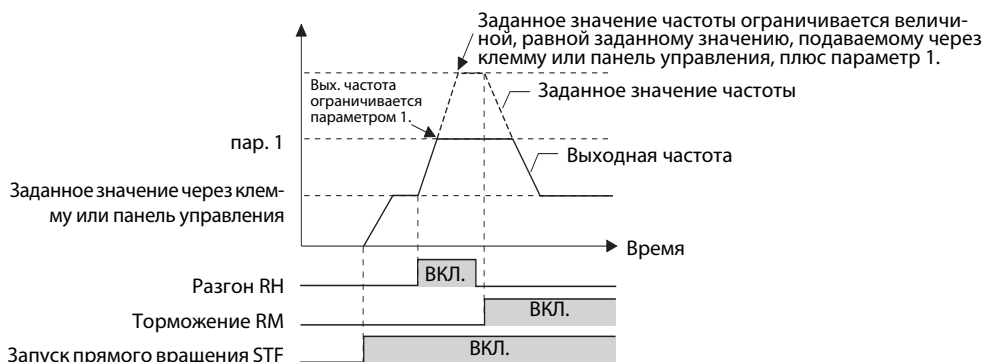 Заданное значение частоты ограничивается величи-
ной, равной заданному значению, подаваемому через
клемму или панель управления, плюс параметр 1.
Вых. частота
ограничивается
параметром 1.
Заданное значение частоты
пар. 1
Выходная частота
Заданное значение через клем-
му или панель управления
Время
Разгон RH
ВКЛ.
Торможение RM
ВКЛ.
Запуск прямого вращения STF
ВКЛ.